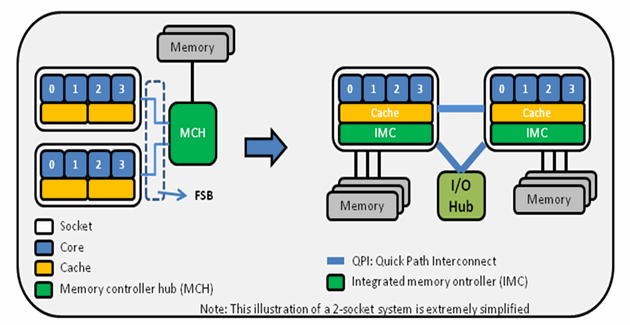 Memory
0 1 2 3
MCH
0 1 2 3
FSB
Socket
Core
Cache
Memory controller hub (MCH)
0 1 2 3
Cache
IMC
0 1 2 3
Cache
IMC
Memory
I/O
Hub
Memory
QPI: Quick Path Interconnect
Integrated memory ontroller (IMC)
Note: This illustration of a 2-socket system is extremely simplified